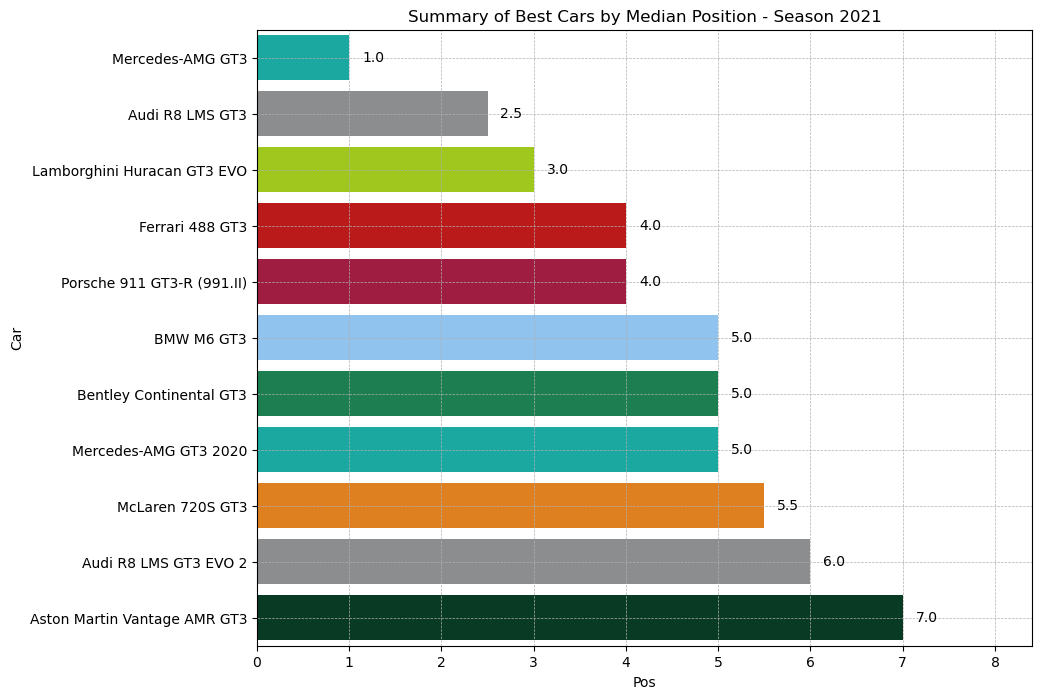 Summary of Best Cars by Median Position - Season 2021
Car
Mercedes-AMG GT3 1.0
Audi R8 LMS GT3 2.5
Lamborghini Huracan GT3 EVO 3.0
Ferrari 488 GT3 4.0
Porsche 911 GT3-R (991.II) 4.0
BMW M6 GT3 5.0
Bentley Continental GT3 5.0
Mercedes-AMG GT3 2020 5.0
McLaren 720S GT3 5.5
Audi R8 LMS GT3 EVO 2 6.0
Aston Martin Vantage AMR GT3 7.0
0 1 2 3 4 5 6 7 8
Pos